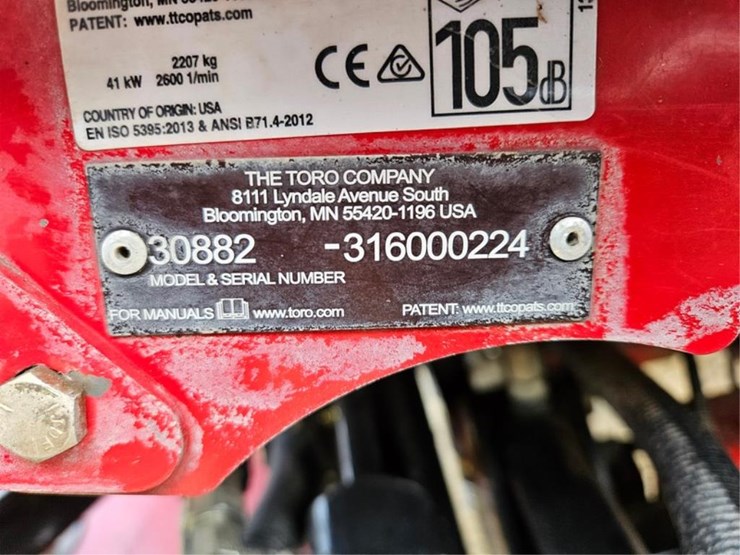 Bloomington, MN
PATENT: www.ttcopats.com
2207 kg
41 kW 2600 1/min
COUNTRY OF ORIGIN: USA
EN ISO 5395:2013 & ANSI B71.4-2012
CE
105dB
THE TORO COMPANY
8111 Lyndale Avenue South
Bloomington, MN 55420-1196 USA
30882 -316000224
MODEL & SERIAL NUMBER
FOR MANUALS www.toro.com PATENT: www.ttcopats.com